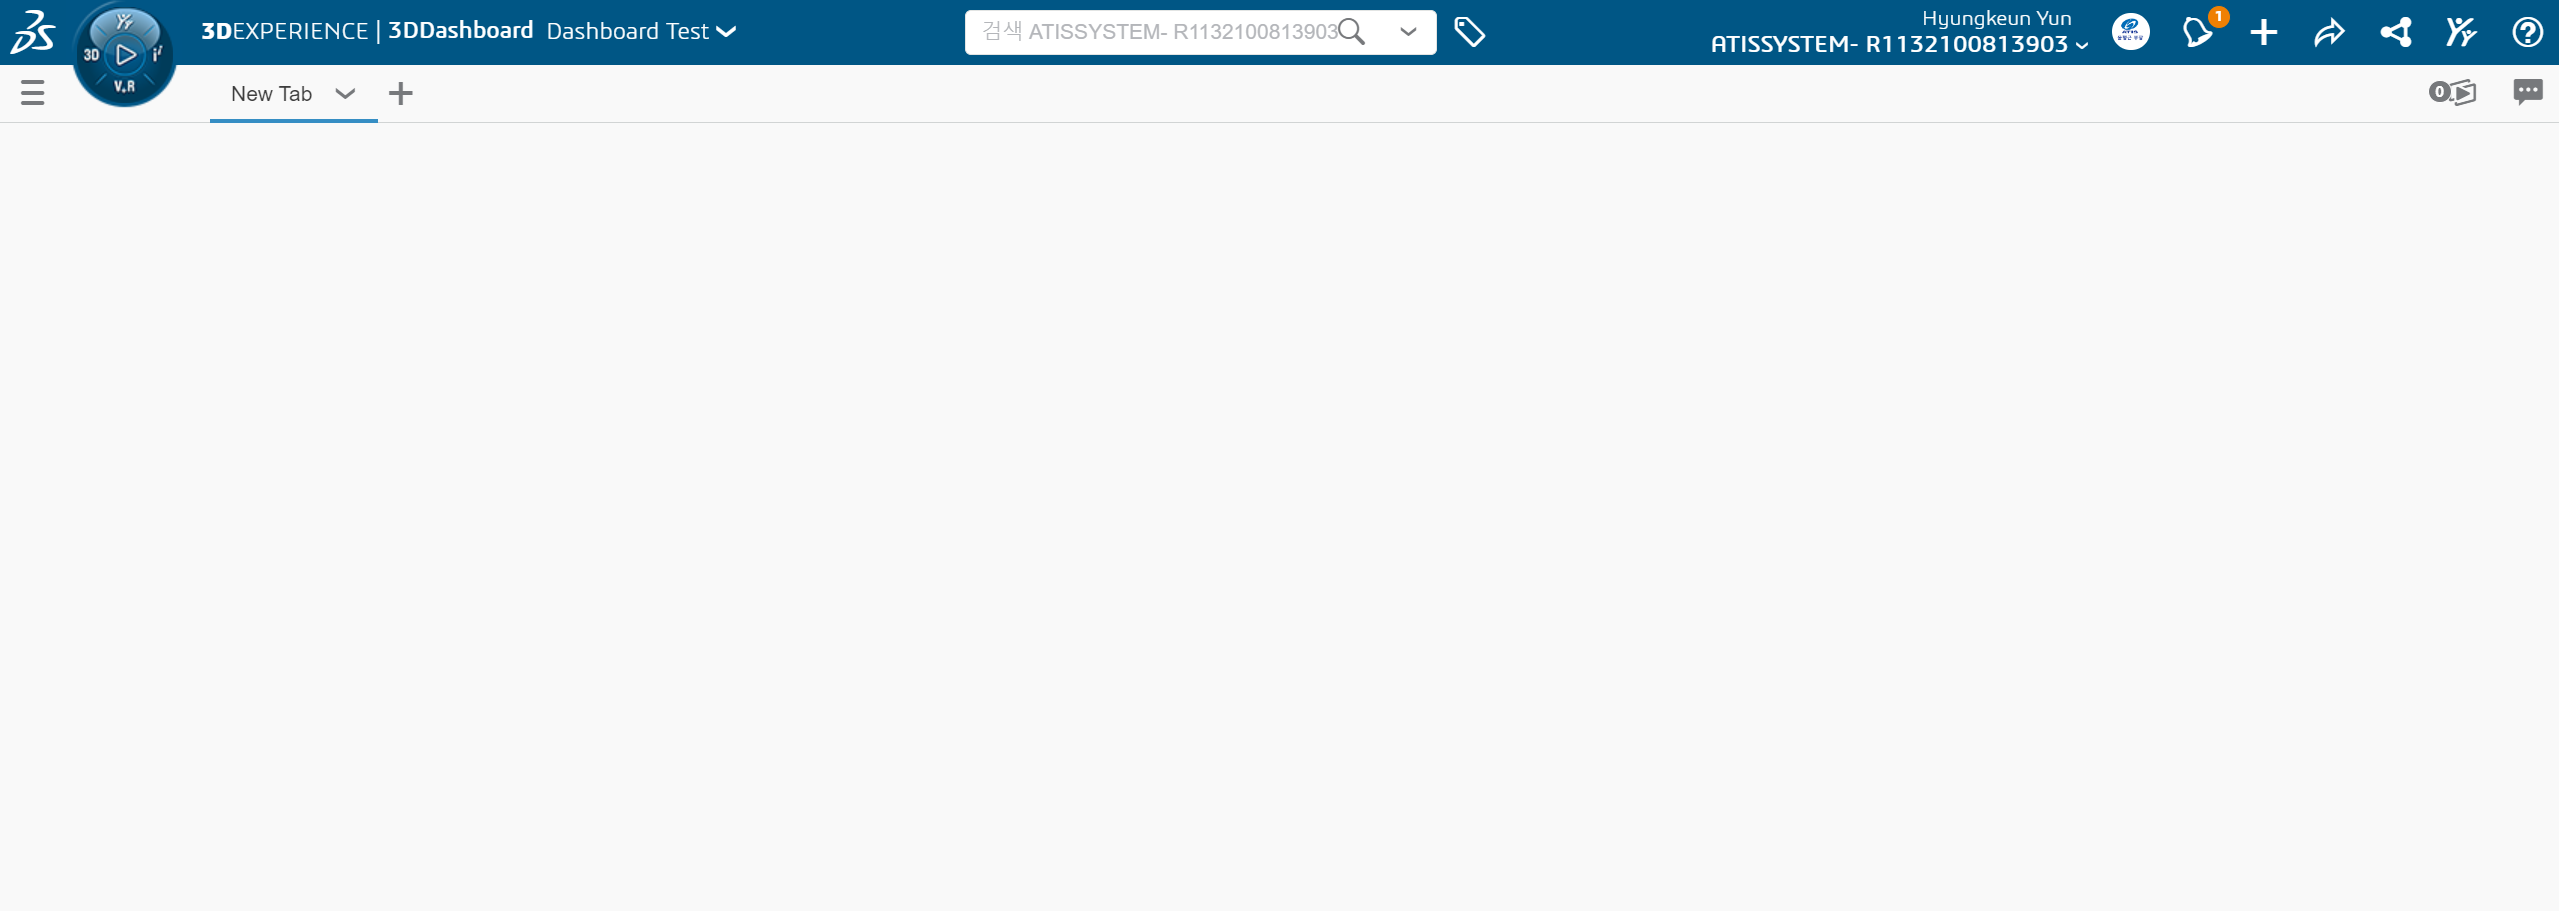 3DEXPERIENCE | 3DDashboard Dashboard Test
검색 ATISSYSTEM- R1132100813903
Hyungkeun Yun
ATISSYSTEM- R1132100813903
1
3D
V.R
New Tab
0